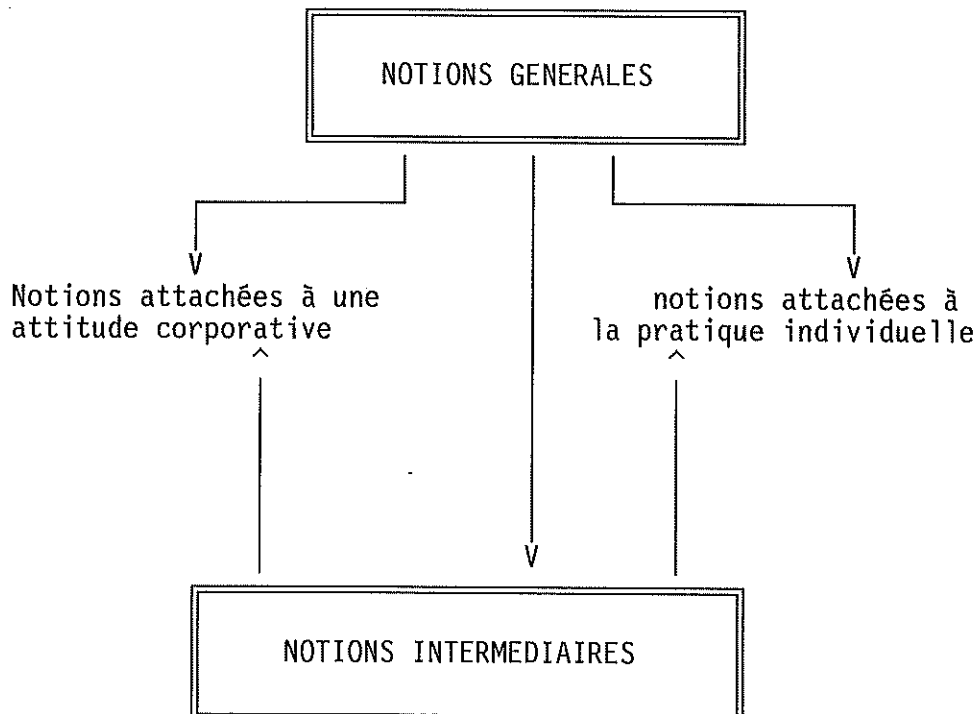 NOTIONS GENERALES
Notions attachées à une
attitude corporative
notions attachées à
la pratique individuelle
NOTIONS INTERMEDIAIRES